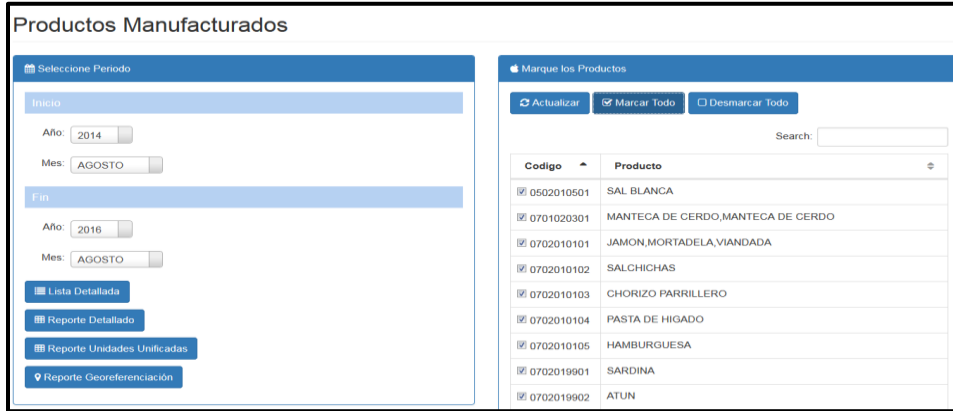 Productos Manufacturados
Seleccione Periodo
Inicio
Año: 2014
Mes: AGOSTO
Fin
Año: 2016
Mes: AGOSTO
Lista Detallada
Reporte Detallado
Reporte Unidades Unificadas
Reporte Georeferenciación
Marque los Productos
Actualizar Marcar Todo Desmarcar Todo
Search:
Codigo Producto
0502010501 SAL BLANCA
0701020301 MANTECA DE CERDO,MANTECA DE CERDO
0702010101 JAMON,MORTADELA,VIANDADA
0702010102 SALCHICHAS
0702010103 CHORIZO PARRILLERO
0702010104 PASTA DE HIGADO
0702010105 HAMBURGUESA
0702019901 SARDINA
0702019902 ATUN